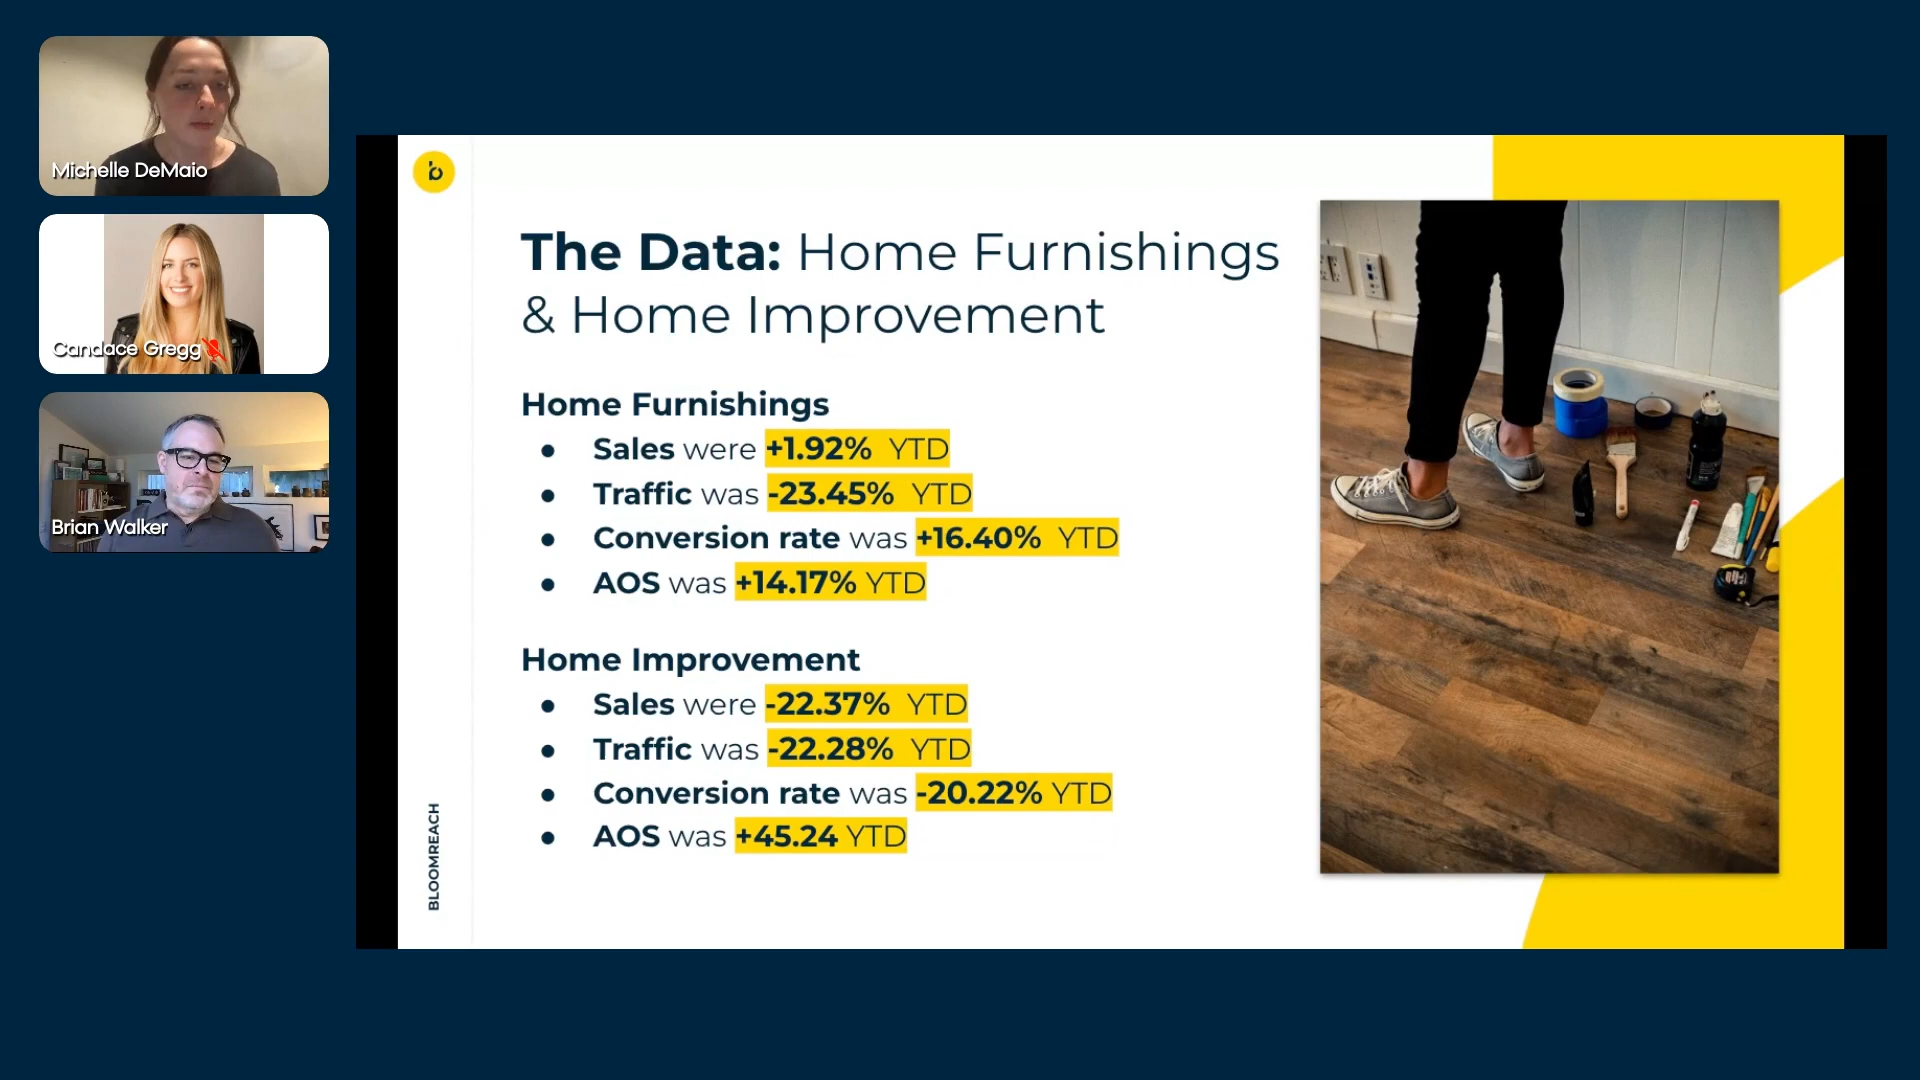 Michelle DeMaio
Candace Gregg
Brian Walker
b
The Data: Home Furnishings
& Home Improvement
Home Furnishings
● Sales were +1.92% YTD
● Traffic was -23.45% YTD
● Conversion rate was +16.40% YTD
● AOS was +14.17% YTD
Home Improvement
● Sales were -22.37% YTD
● Traffic was -22.28% YTD
● Conversion rate was -20.22% YTD
● AOS was +45.24 YTD
BLOOMREACH